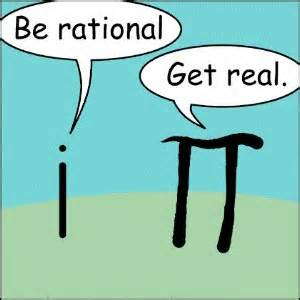 Be rational
Get real.
i
π